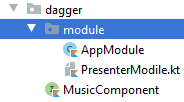 dagger
module
AppModule
PresenterModile.kt
MusicComponent